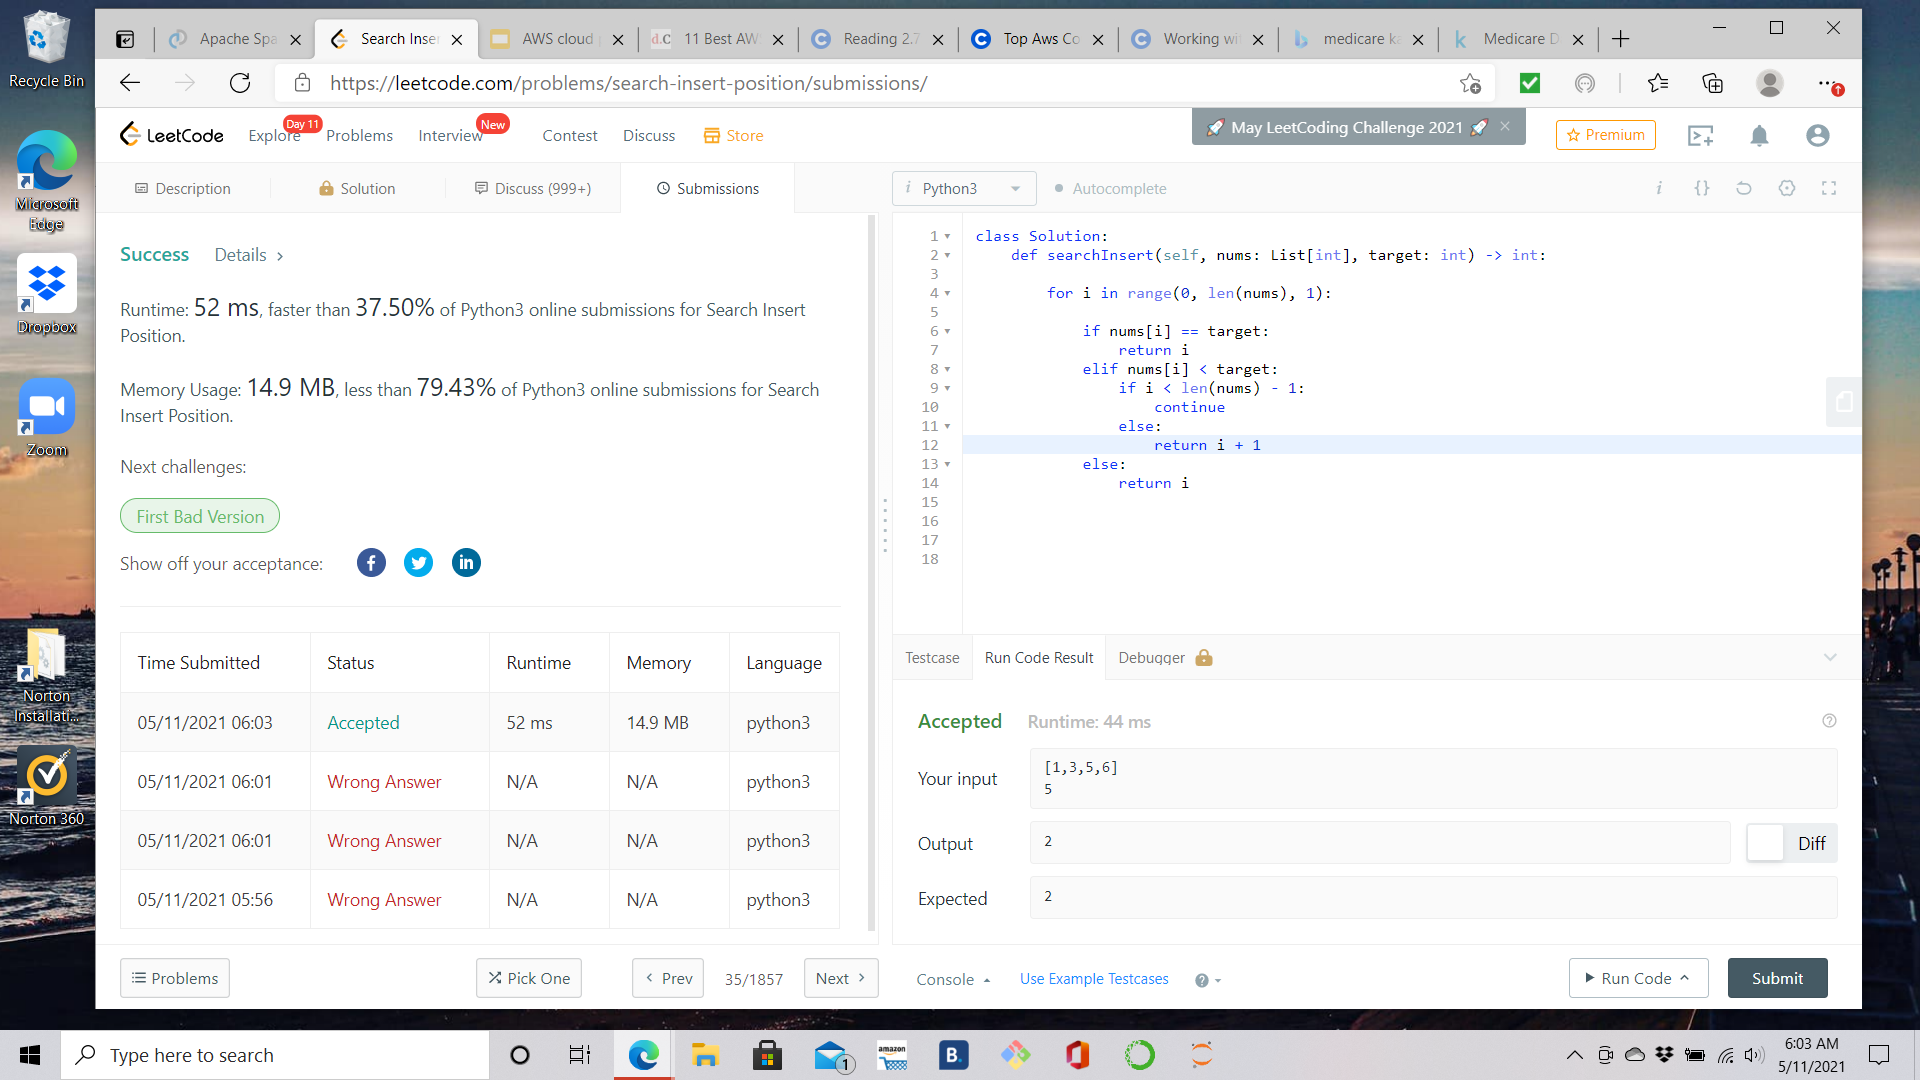 Recycle Bin
Microsoft
Edge
Dropbox
Zoom
Norton
Installati...
Norton 360
Apache Spa
Search Inse
AWS cloud
d.C 11 Best AW
Reading 2.7
Top Aws Co
Working wi
medicare ka
k Medicare D
https://leetcode.com/problems/search-insert-position/submissions/
LeetCode
Explore
Day 11
Problems
Interview
New
Contest
Discuss
Store
🚀 May LeetCoding Challenge 2021 🚀
Premium
Description
Solution
Discuss (999+)
Submissions
i Python3
Autocomplete
i {}
Success Details >
Runtime: 52 ms, faster than 37.50% of Python3 online submissions for Search Insert
Position.
Memory Usage: 14.9 MB, less than 79.43% of Python3 online submissions for Search
Insert Position.
Next challenges:
First Bad Version
Show off your acceptance:
f in
Time Submitted Status Runtime Memory Language
05/11/2021 06:03 Accepted 52 ms 14.9 MB python3
05/11/2021 06:01 Wrong Answer N/A N/A python3
05/11/2021 06:01 Wrong Answer N/A N/A python3
05/11/2021 05:56 Wrong Answer N/A N/A python3
Problems
Pick One
Prev
35/1857
Next
1 class Solution:
2 def searchInsert(self, nums: List[int], target: int) -> int:
3
4 for i in range(0, len(nums), 1):
5
6 if nums[i] == target:
7 return i
8 elif nums[i] < target:
9 if i < len(nums) - 1:
10 continue
11 else:
12 return i + 1
13 else:
14 return i
15
16
17
18
Testcase
Run Code Result
Debugger
Accepted Runtime: 44 ms
Your input
[1,3,5,6]
5
Output
2
Diff
Expected
2
Console
Use Example Testcases
Run Code
Submit
Type here to search
1
amazon
B.
6:03 AM
5/11/2021